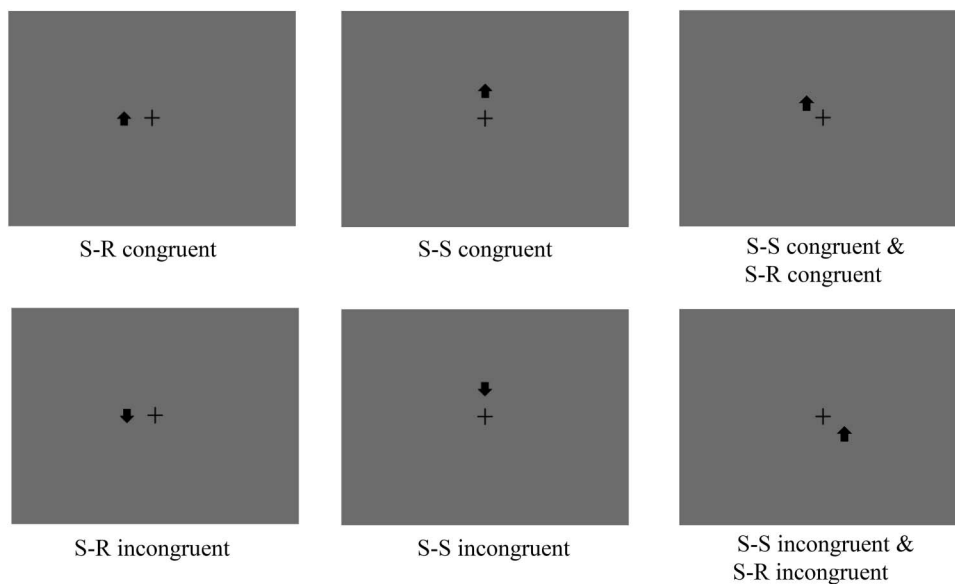 S-R congruent
S-S congruent
S-S congruent &
S-R congruent
S-R incongruent
S-S incongruent
S-S incongruent &
S-R incongruent